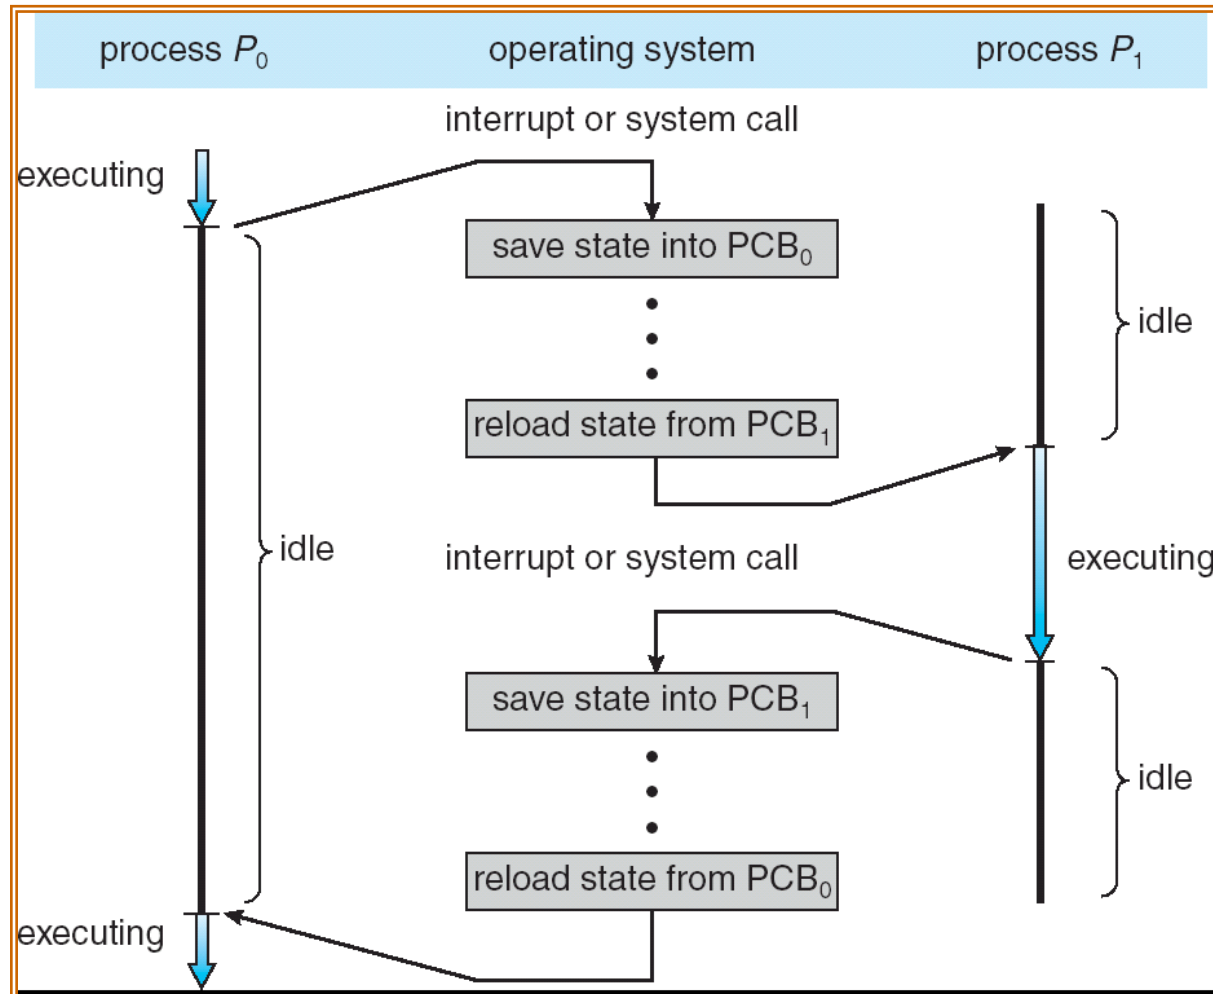 process P₀ operating system process P₁
interrupt or system call
executing
save state into PCB₀
idle
reload state from PCB₁
idle
interrupt or system call
executing
save state into PCB₁
idle
reload state from PCB₀
executing